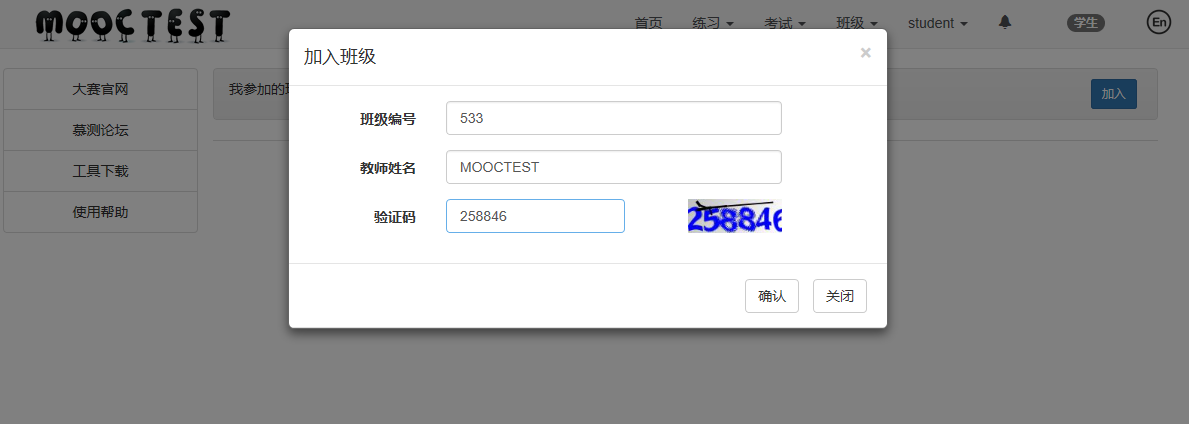 MOOCTEST
首页 练习 考试 班级 student 学生 En
加入班级 ×
大赛官网
我参加的 加入
班级编号 533
慕测论坛
教师姓名 MOOCTEST
工具下载
验证码 258846 258846
使用帮助
确认 关闭